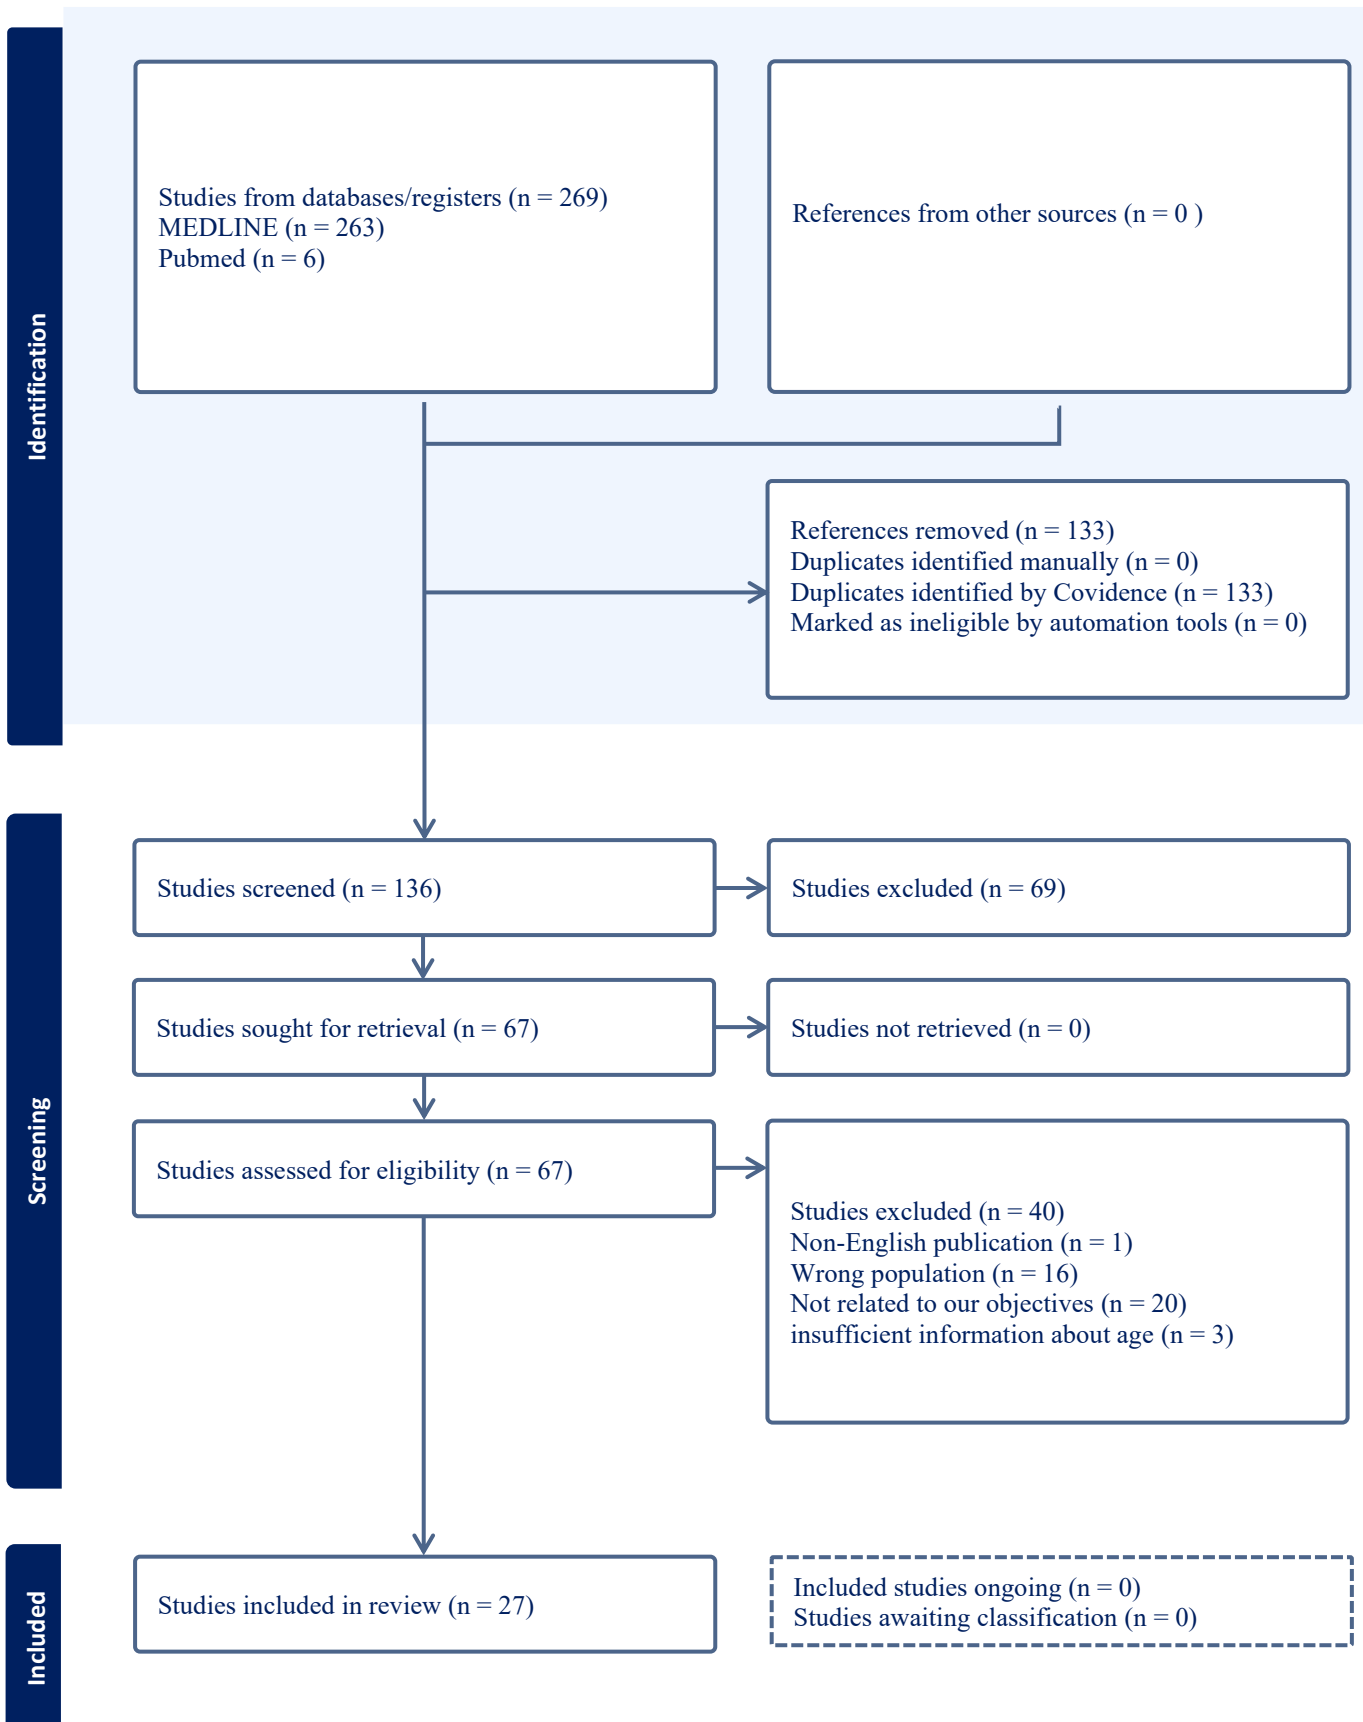 Identification
Studies from databases/registers (n = 269)
MEDLINE (n = 263)
Pubmed (n = 6)
References from other sources (n = 0 )
References removed (n = 133)
Duplicates identified manually (n = 0)
Duplicates identified by Covidence (n = 133)
Marked as ineligible by automation tools (n = 0)
Screening
Studies screened (n = 136)
Studies excluded (n = 69)
Studies sought for retrieval (n = 67)
Studies not retrieved (n = 0)
Studies assessed for eligibility (n = 67)
Studies excluded (n = 40)
Non-English publication (n = 1)
Wrong population (n = 16)
Not related to our objectives (n = 20)
insufficient information about age (n = 3)
Included
Studies included in review (n = 27)
Included studies ongoing (n = 0)
Studies awaiting classification (n = 0)